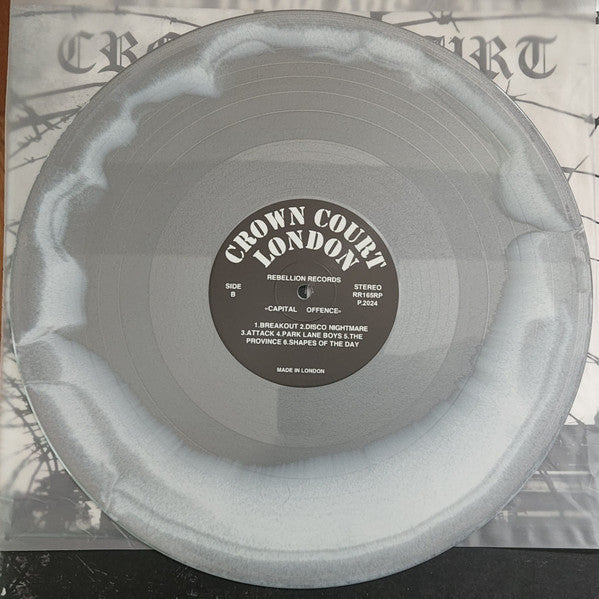 CROWN COURT
LONDON
REBELLION RECORDS
SIDE
B
STEREO
RR165RP
P.2024
«CAPITAL OFFENCE»
1.BREAKOUT 2.DISCO NIGHTMARE
3.ATTACK 4.PARK LANE BOYS 5.THE
PROVINCE 6.SHAPES OF THE DAY
MADE IN LONDON